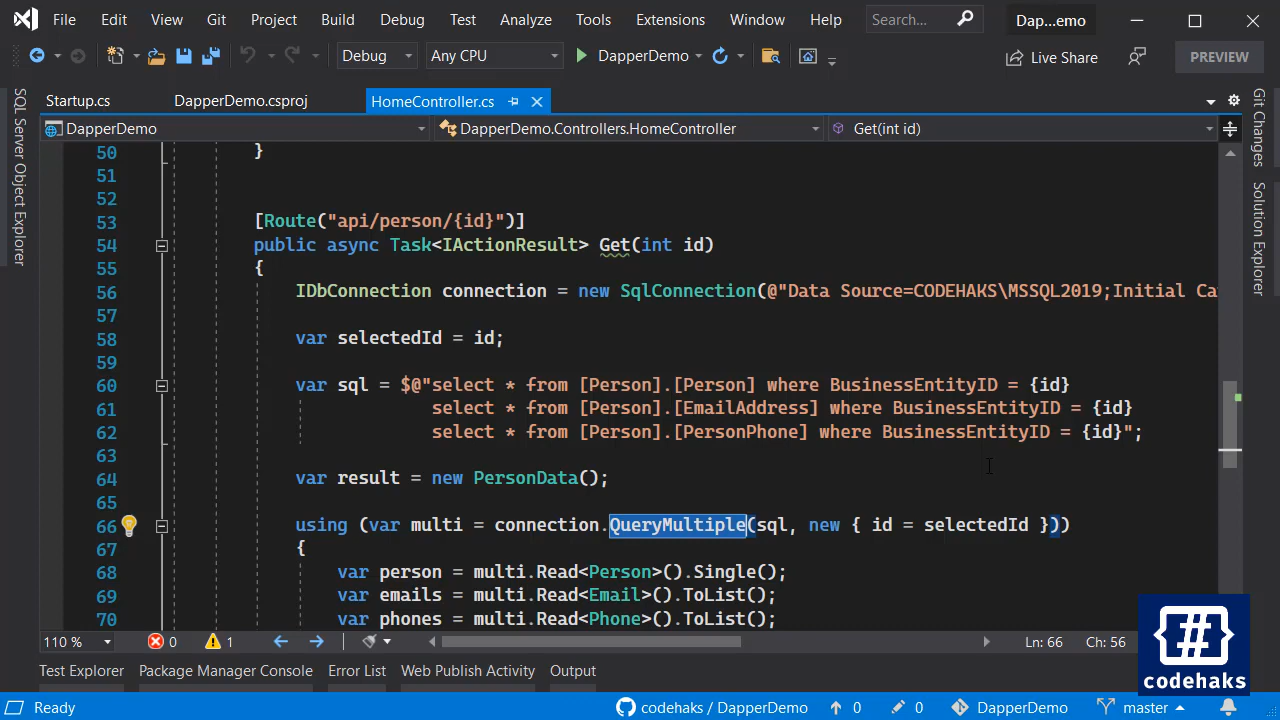 File Edit View Git Project Build Debug Test Analyze Tools Extensions Window Help Search... Dap...emo
Debug Any CPU DapperDemo Live Share PREVIEW
Startup.cs DapperDemo.csproj HomeController.cs
DapperDemo DapperDemo.Controllers.HomeController Get(int id)
SQL Server Object Explorer
Git Changes
Solution Explorer
50 }
51
52
53 [Route("api/person/{id}")]
54 public async Task<IActionResult> Get(int id)
55 {
56 IDbConnection connection = new SqlConnection(@"Data Source=CODEHAKS\MSSQL2019;Initial Ca
57
58 var selectedId = id;
59
60 var sql = $@"select * from [Person].[Person] where BusinessEntityID = {id}
61 select * from [Person].[EmailAddress] where BusinessEntityID = {id}
62 select * from [Person].[PersonPhone] where BusinessEntityID = {id}";
63
64 var result = new PersonData();
65
66 using (var multi = connection.QueryMultiple(sql, new { id = selectedId }))
67 {
68 var person = multi.Read<Person>().Single();
69 var emails = multi.Read<Email>().ToList();
70 var phones = multi.Read<Phone>().ToList();
110 % 0 1 Ln: 66 Ch: 56
#
codehaks
Test Explorer Package Manager Console Error List Web Publish Activity Output
Ready codehaks / DapperDemo 0 0 DapperDemo master